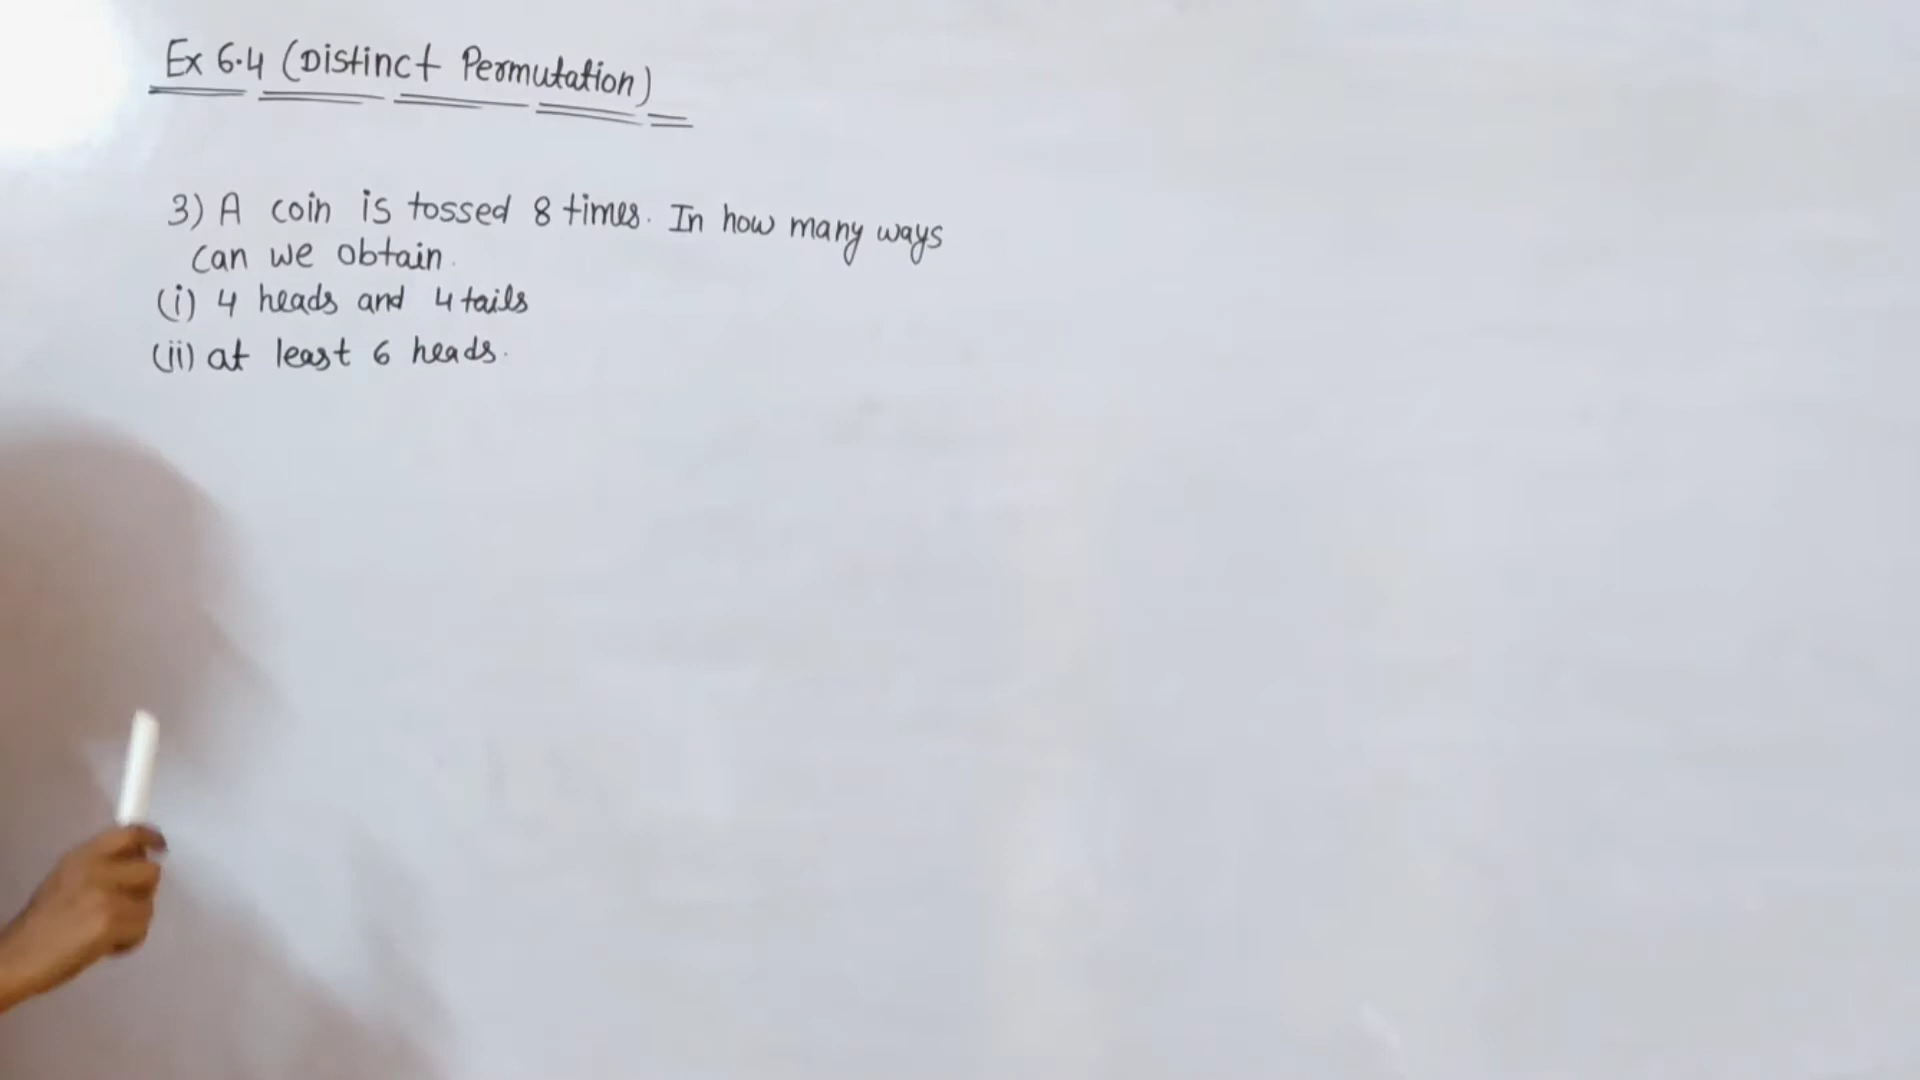 Ex 6.4 (Distinct Permutation)
3) A coin is tossed 8 times. In how many ways
can we obtain.
(i) 4 heads and 4 tails
(ii) at least 6 heads.